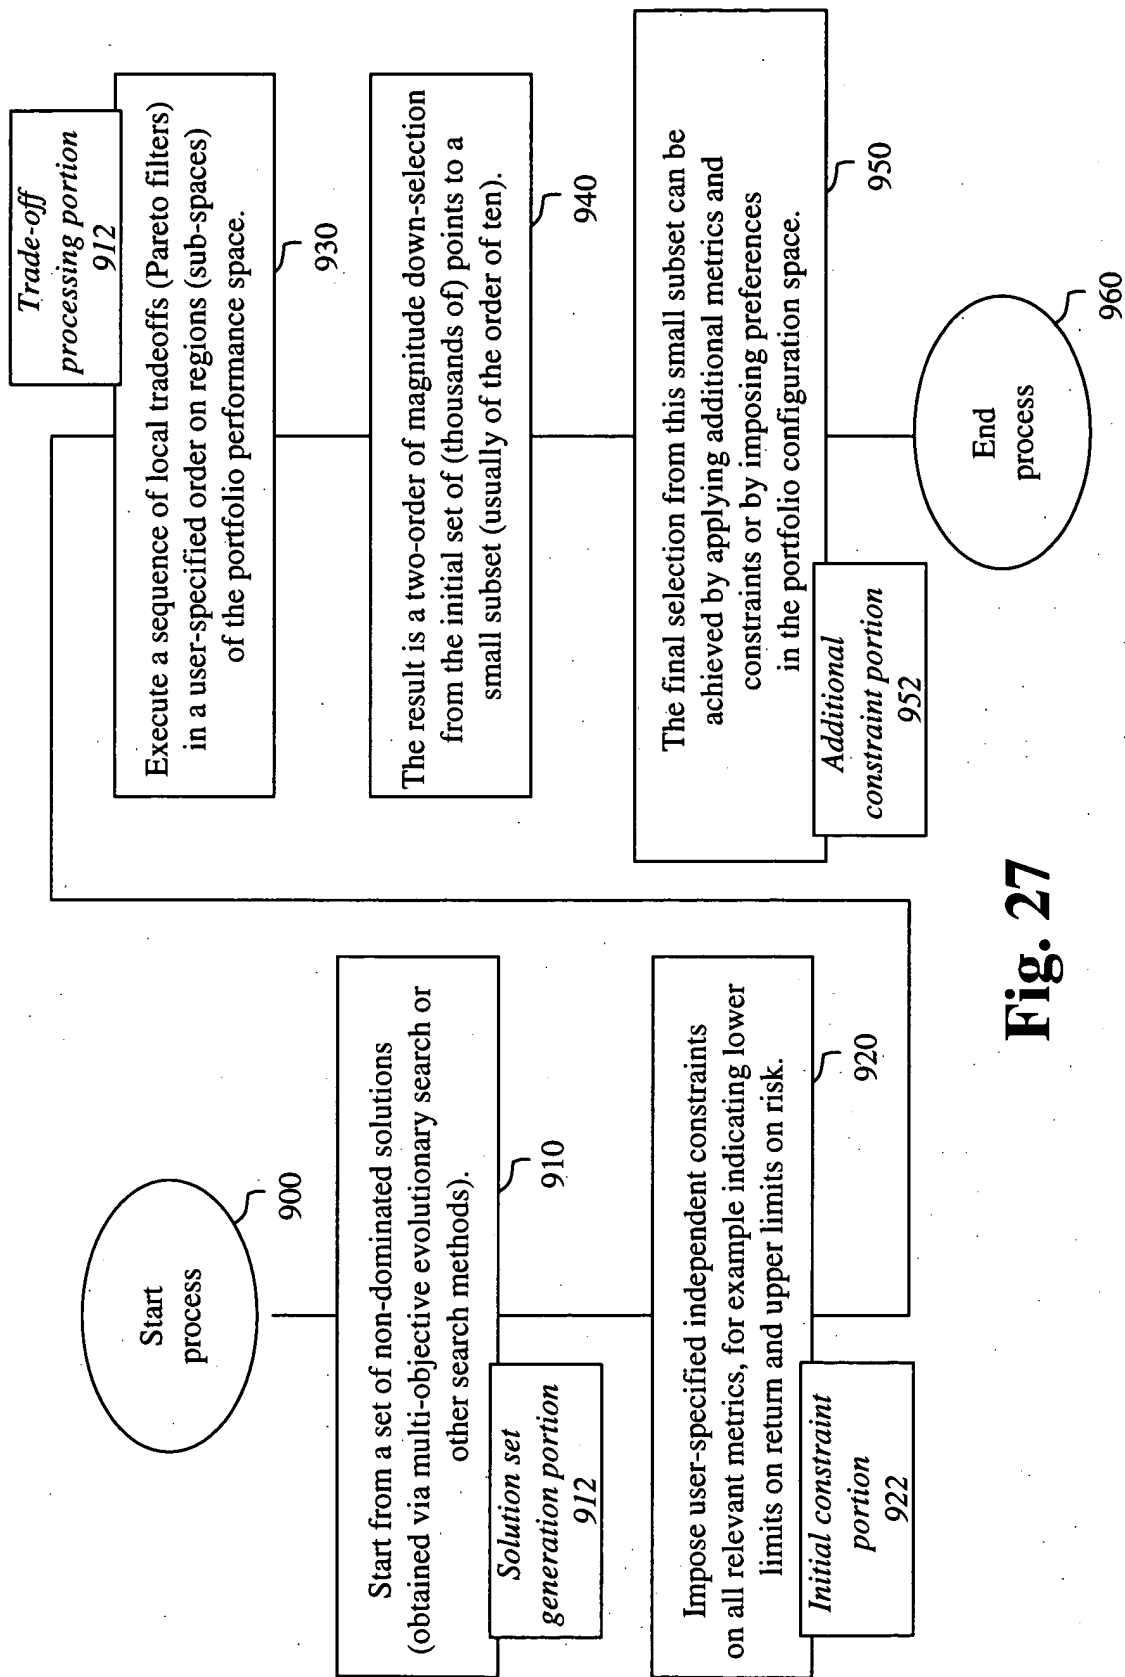 Start
process
900
Start from a set of non-dominated solutions
(obtained via multi-objective evolutionary search or
other search methods).
Solution set
generation portion
912
910
Impose user-specified independent constraints
on all relevant metrics, for example indicating lower
limits on return and upper limits on risk.
Initial constraint
portion
922
920
Trade-off
processing portion
912
Execute a sequence of local tradeoffs (Pareto filters)
in a user-specified order on regions (sub-spaces)
of the portfolio performance space.
930
The result is a two-order of magnitude down-selection
from the initial set of (thousands of) points to a
small subset (usually of the order of ten).
940
The final selection from this small subset can be
achieved by applying additional metrics and
constraints or by imposing preferences
in the portfolio configuration space.
Additional
constraint portion
952
950
End
process
960
Fig. 27